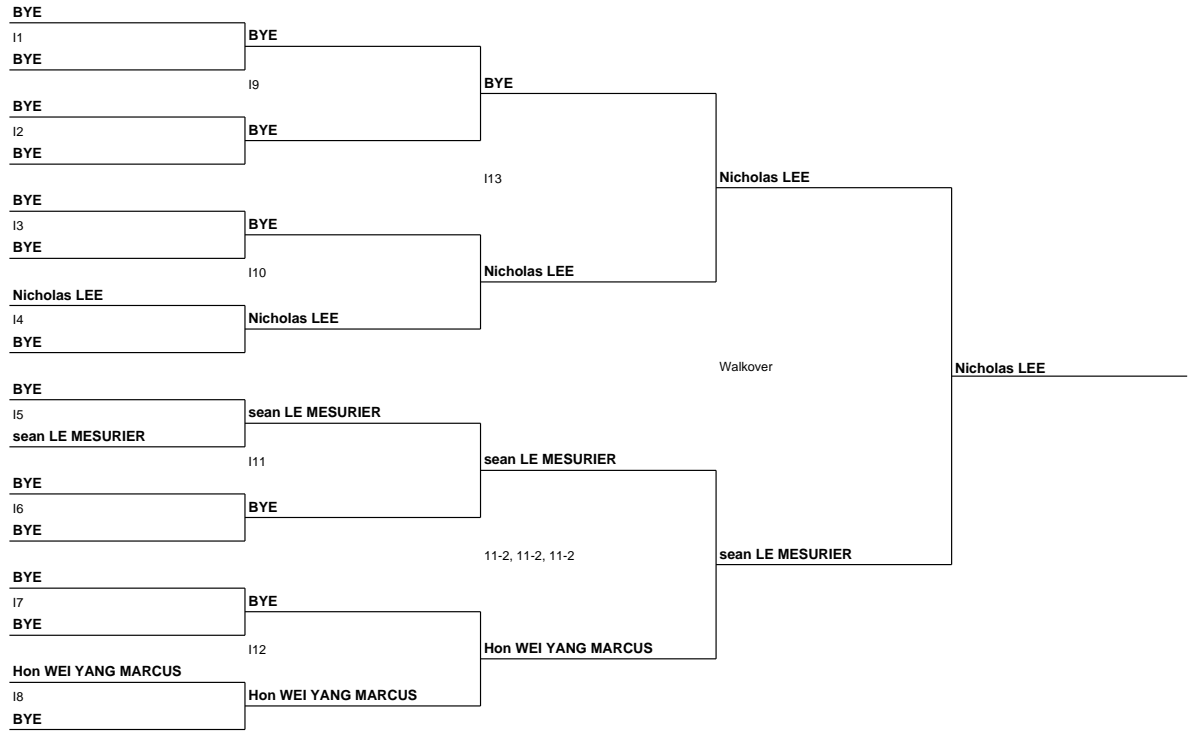 BYE
I1
BYE
BYE
I9
BYE
BYE
I2
BYE
BYE
I13
Nicholas LEE
BYE
I3
BYE
BYE
I10
Nicholas LEE
Nicholas LEE
I4
Nicholas LEE
BYE
Walkover
Nicholas LEE
BYE
I5
sean LE MESURIER
sean LE MESURIER
I11
sean LE MESURIER
BYE
I6
BYE
BYE
11-2, 11-2, 11-2
sean LE MESURIER
BYE
I7
BYE
BYE
I12
Hon WEI YANG MARCUS
Hon WEI YANG MARCUS
I8
Hon WEI YANG MARCUS
BYE